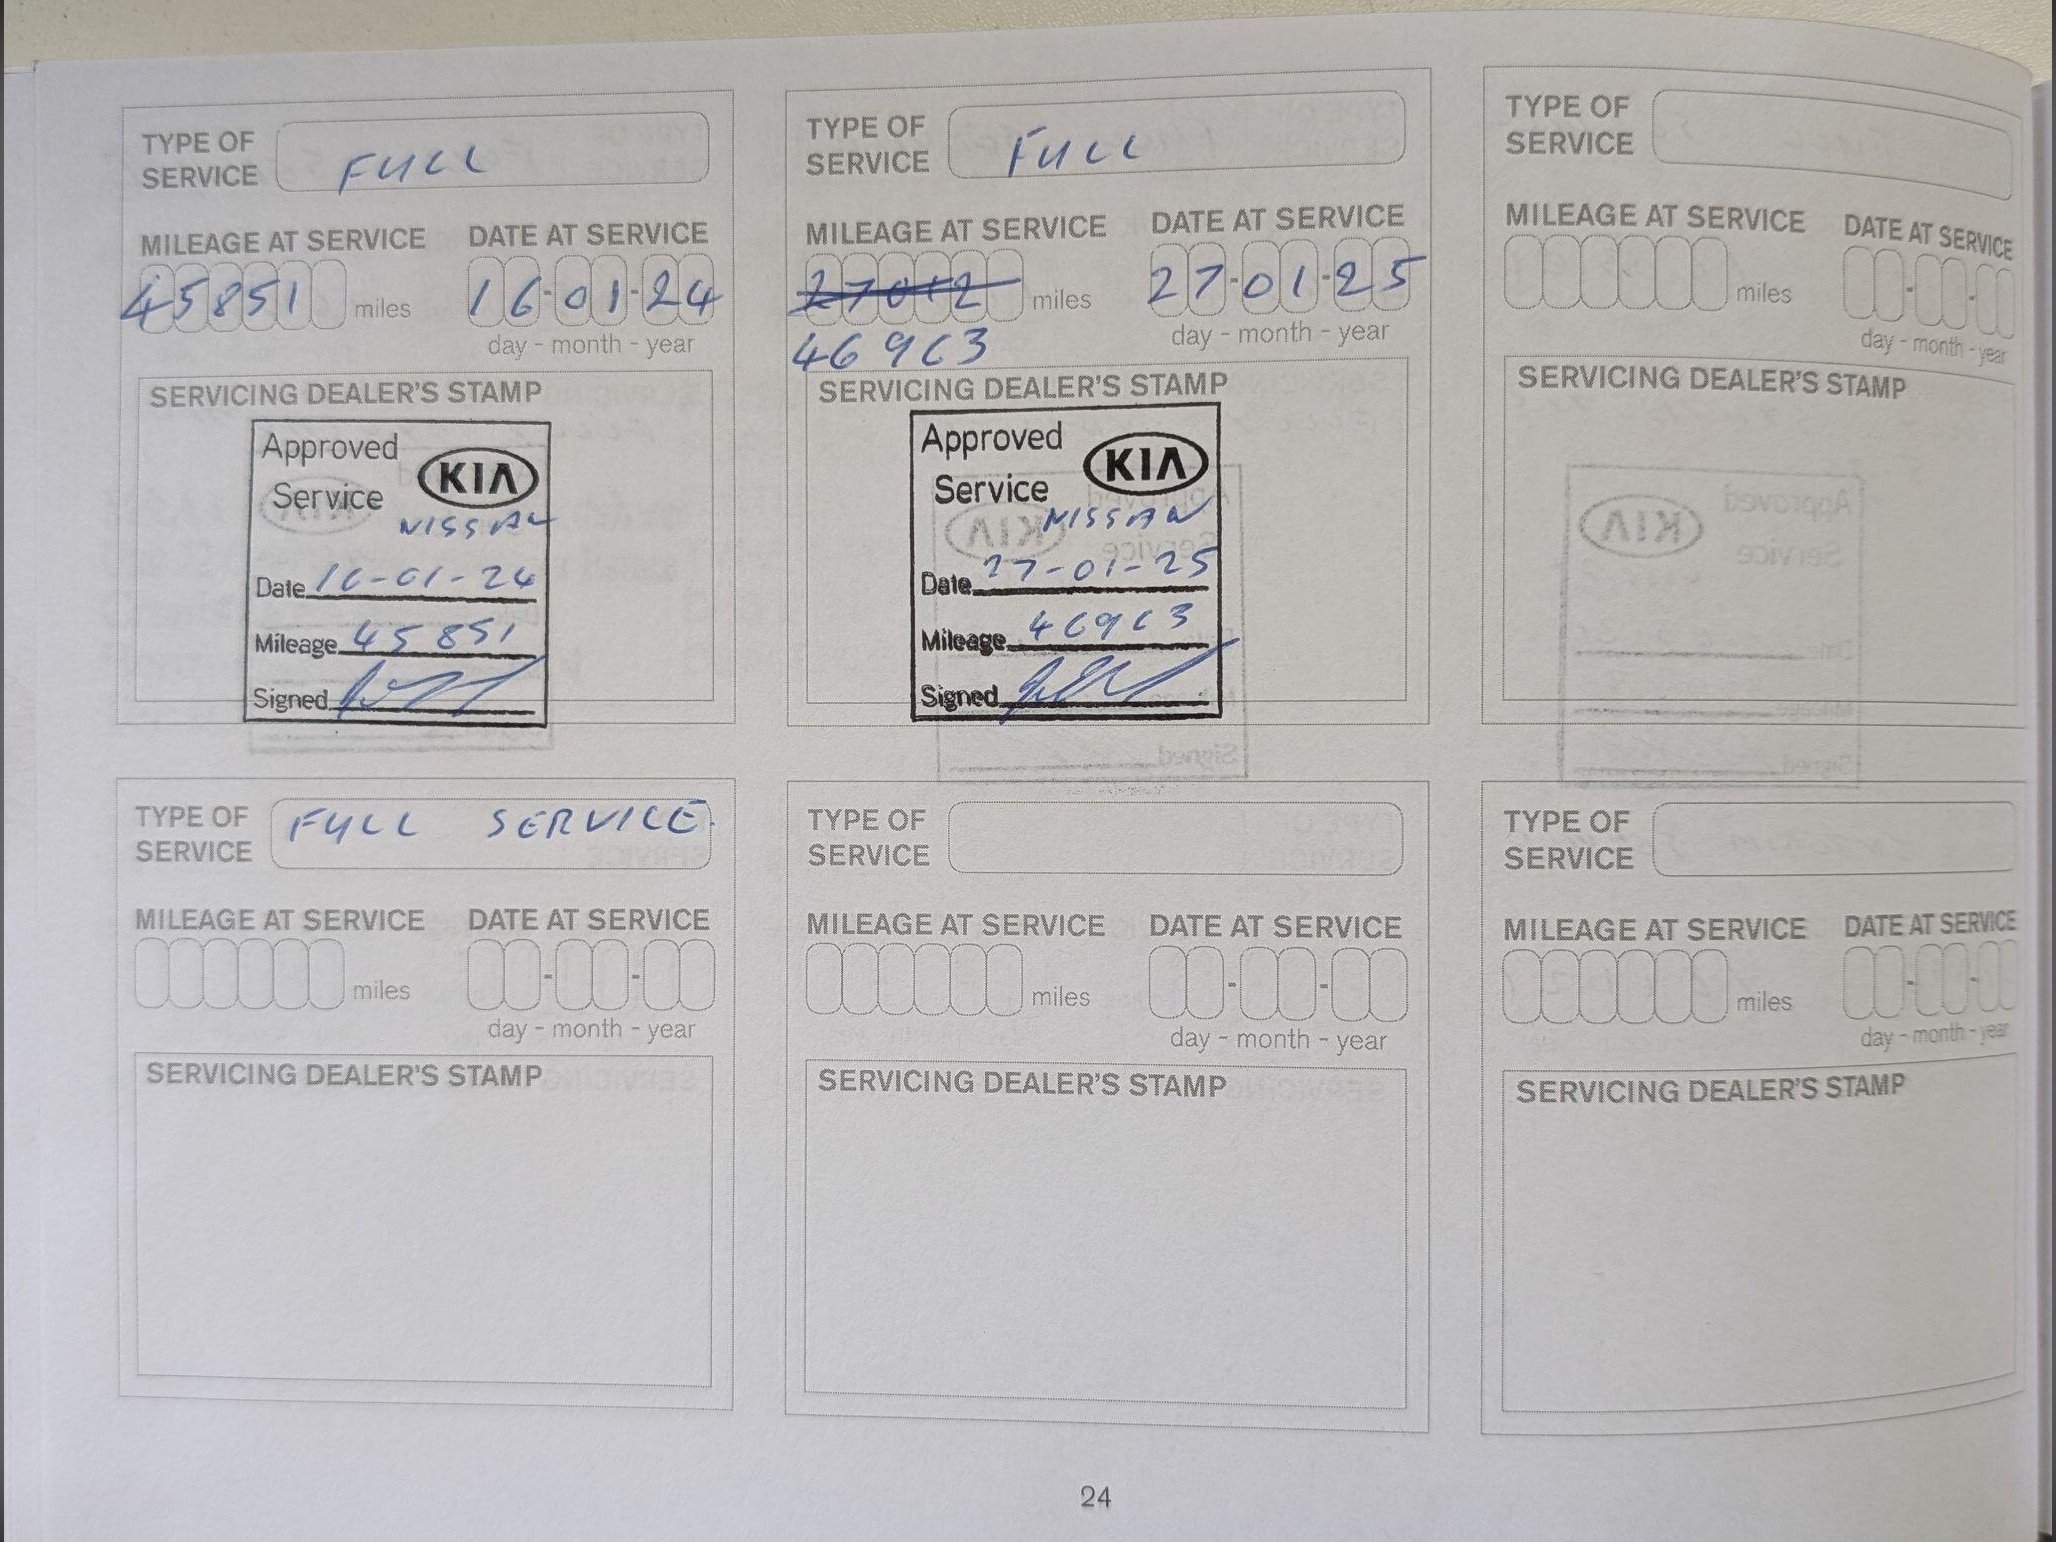 TYPE OF
SERVICE
FULL
MILEAGE AT SERVICE
45851
miles
DATE AT SERVICE
16-01-24
day - month - year
SERVICING DEALER'S STAMP
Approved
Service
KIA
NISSAN
Date 16-01-24
Mileage 45851
Signed
TYPE OF
SERVICE
FULL
MILEAGE AT SERVICE
27012
miles
46963
DATE AT SERVICE
27-01-25
day - month - year
SERVICING DEALER'S STAMP
Approved
Service
KIA
NISSAN
Date 27-01-25
Mileage 46963
Signed
TYPE OF
SERVICE
MILEAGE AT SERVICE
miles
DATE AT SERVICE
day - month - year
SERVICING DEALER'S STAMP
TYPE OF
SERVICE
FULL SERVICE.
MILEAGE AT SERVICE
miles
DATE AT SERVICE
day - month - year
SERVICING DEALER'S STAMP
TYPE OF
SERVICE
MILEAGE AT SERVICE
miles
DATE AT SERVICE
day - month - year
SERVICING DEALER'S STAMP
TYPE OF
SERVICE
MILEAGE AT SERVICE
miles
DATE AT SERVICE
day - month - year
SERVICING DEALER'S STAMP
24